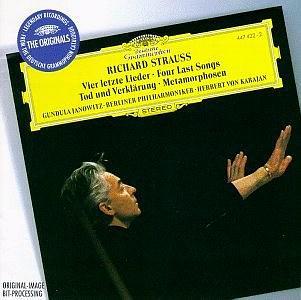 THE ORIGINALS
LEGENDARY RECORDINGS
Deutsche
Grammophon
447 422-2
RICHARD STRAUSS
Vier letzte Lieder · Four Last Songs
Tod und Verklärung · Metamorphosen
GUNDULA JANOWITZ · BERLINER PHILHARMONIKER · HERBERT VON KARAJAN
STEREO
ORIGINAL-IMAGE
BIT-PROCESSING